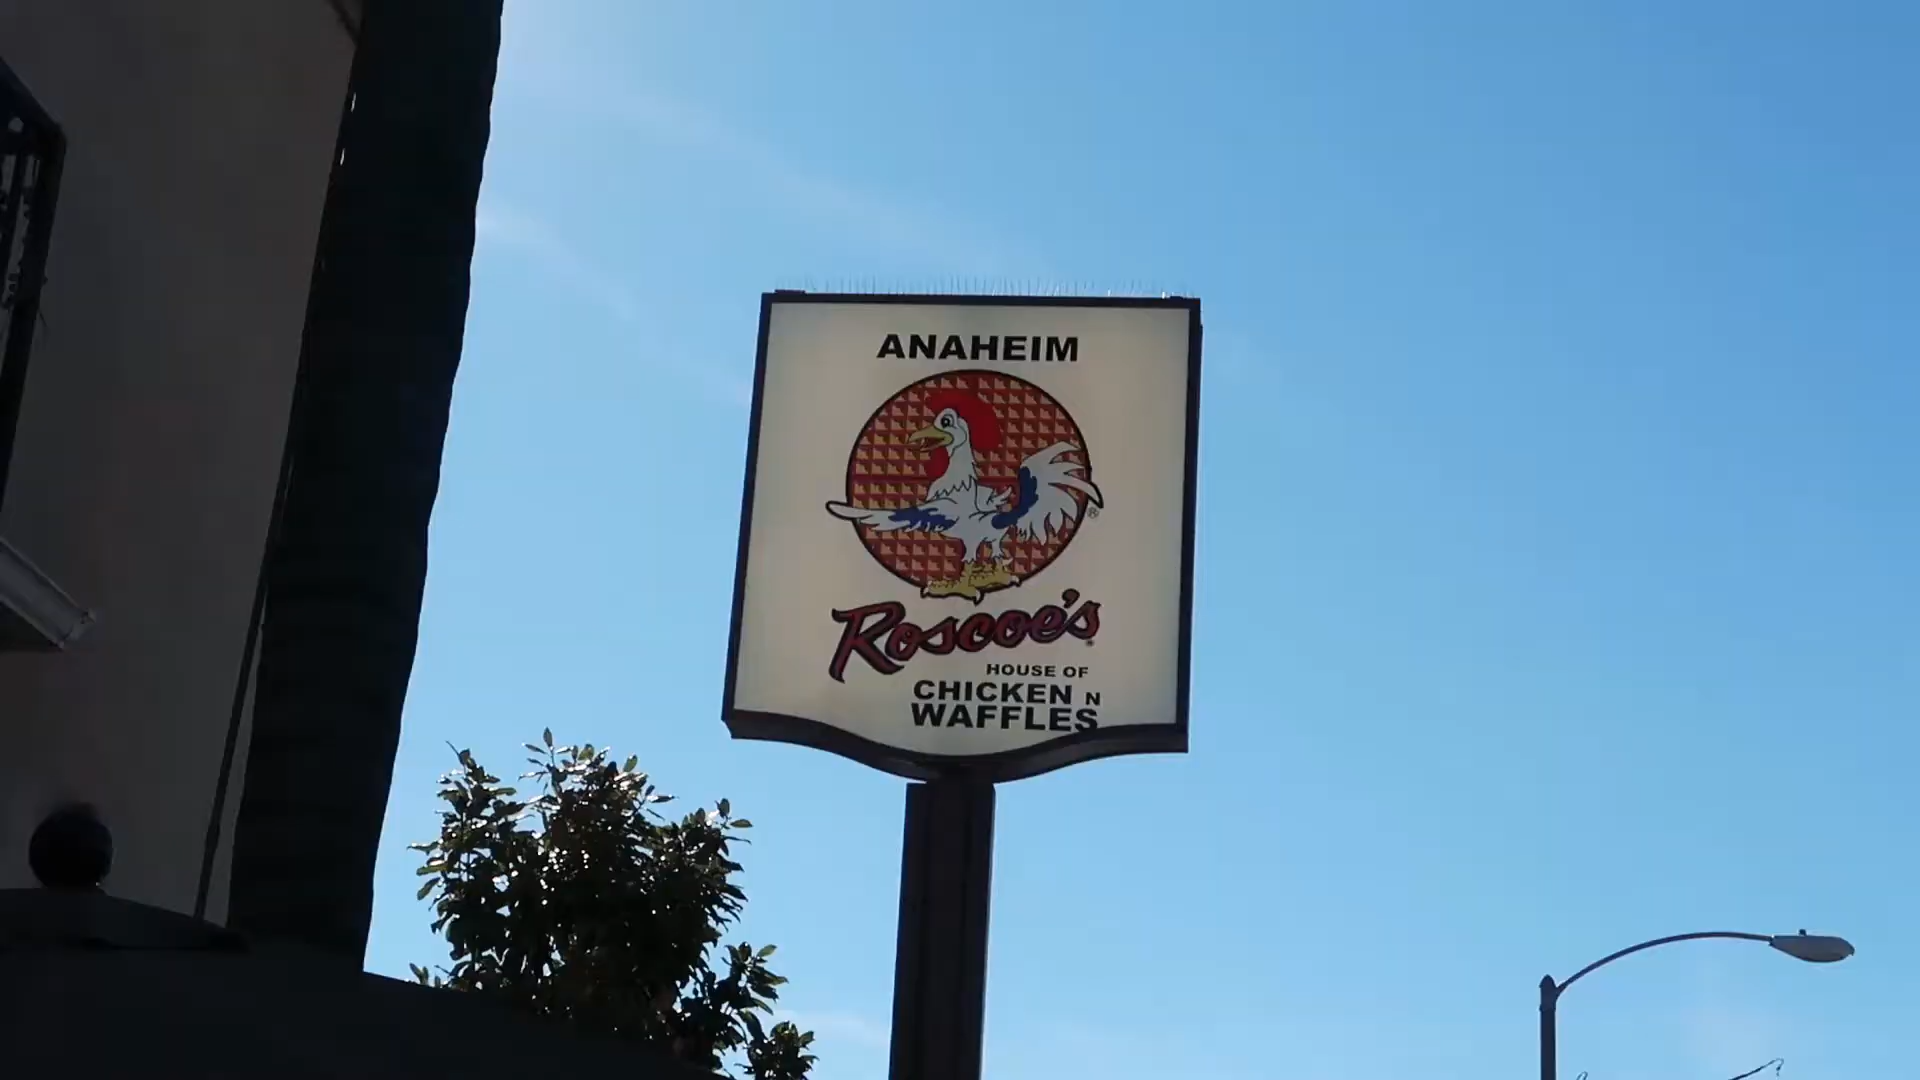 ANAHEIM
®
Roscoe's
HOUSE OF
CHICKEN N
WAFFLES